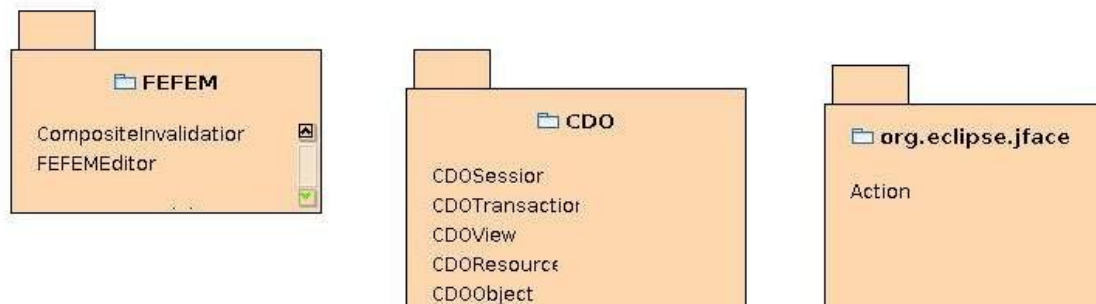 FEFEM
CompositeInvalidatior
FEFEMEditor
CDO
CDOSessior
CDOTransactior
CDOView
CDOResource
CDOObject
org.eclipse.jface
Action